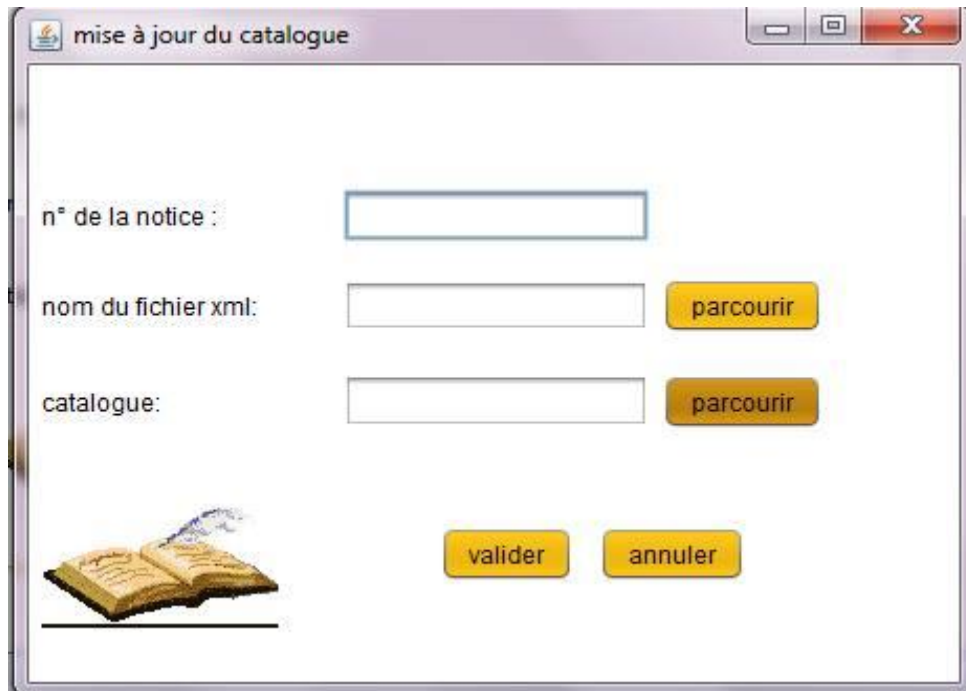 mise à jour du catalogue
n° de la notice :
nom du fichier xml:
parcourir
catalogue:
parcourir
valider
annuler